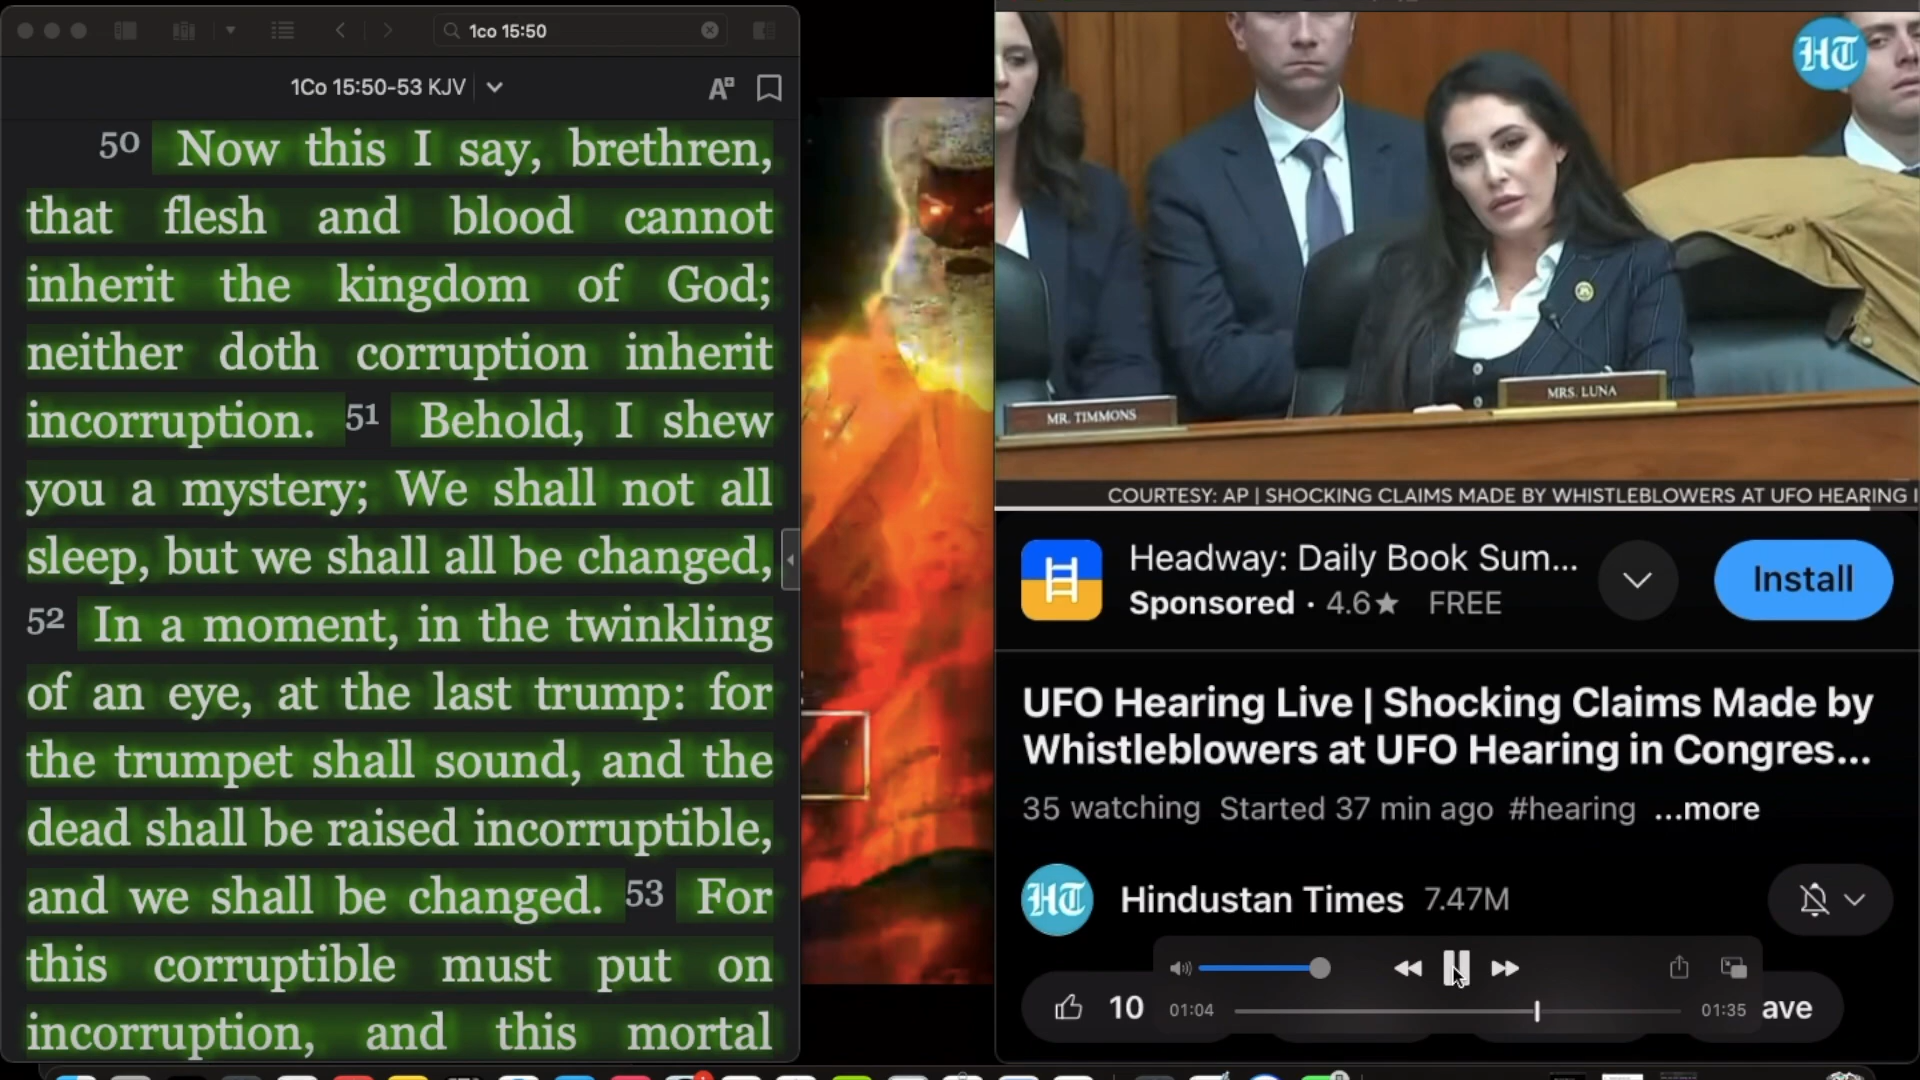 1co 15:50
1Co 15:50-53 KJV
50 Now this I say, brethren,
that flesh and blood cannot
inherit the kingdom of God;
neither doth corruption inherit
incorruption. 51 Behold, I shew
you a mystery; We shall not all
sleep, but we shall all be changed,
52 In a moment, in the twinkling
of an eye, at the last trump: for
the trumpet shall sound, and the
dead shall be raised incorruptible,
and we shall be changed. 53 For
this corruptible must put on
incorruption, and this mortal
HT
MR. TIMMONS
MRS. LUNA
COURTESY: AP | SHOCKING CLAIMS MADE BY WHISTLEBLOWERS AT UFO HEARING I
Headway: Daily Book Sum...
Sponsored · 4.6★ FREE
Install
UFO Hearing Live | Shocking Claims Made by
Whistleblowers at UFO Hearing in Congres...
35 watching Started 37 min ago #hearing ...more
HT
Hindustan Times 7.47M
10
01:04
01:35
ave